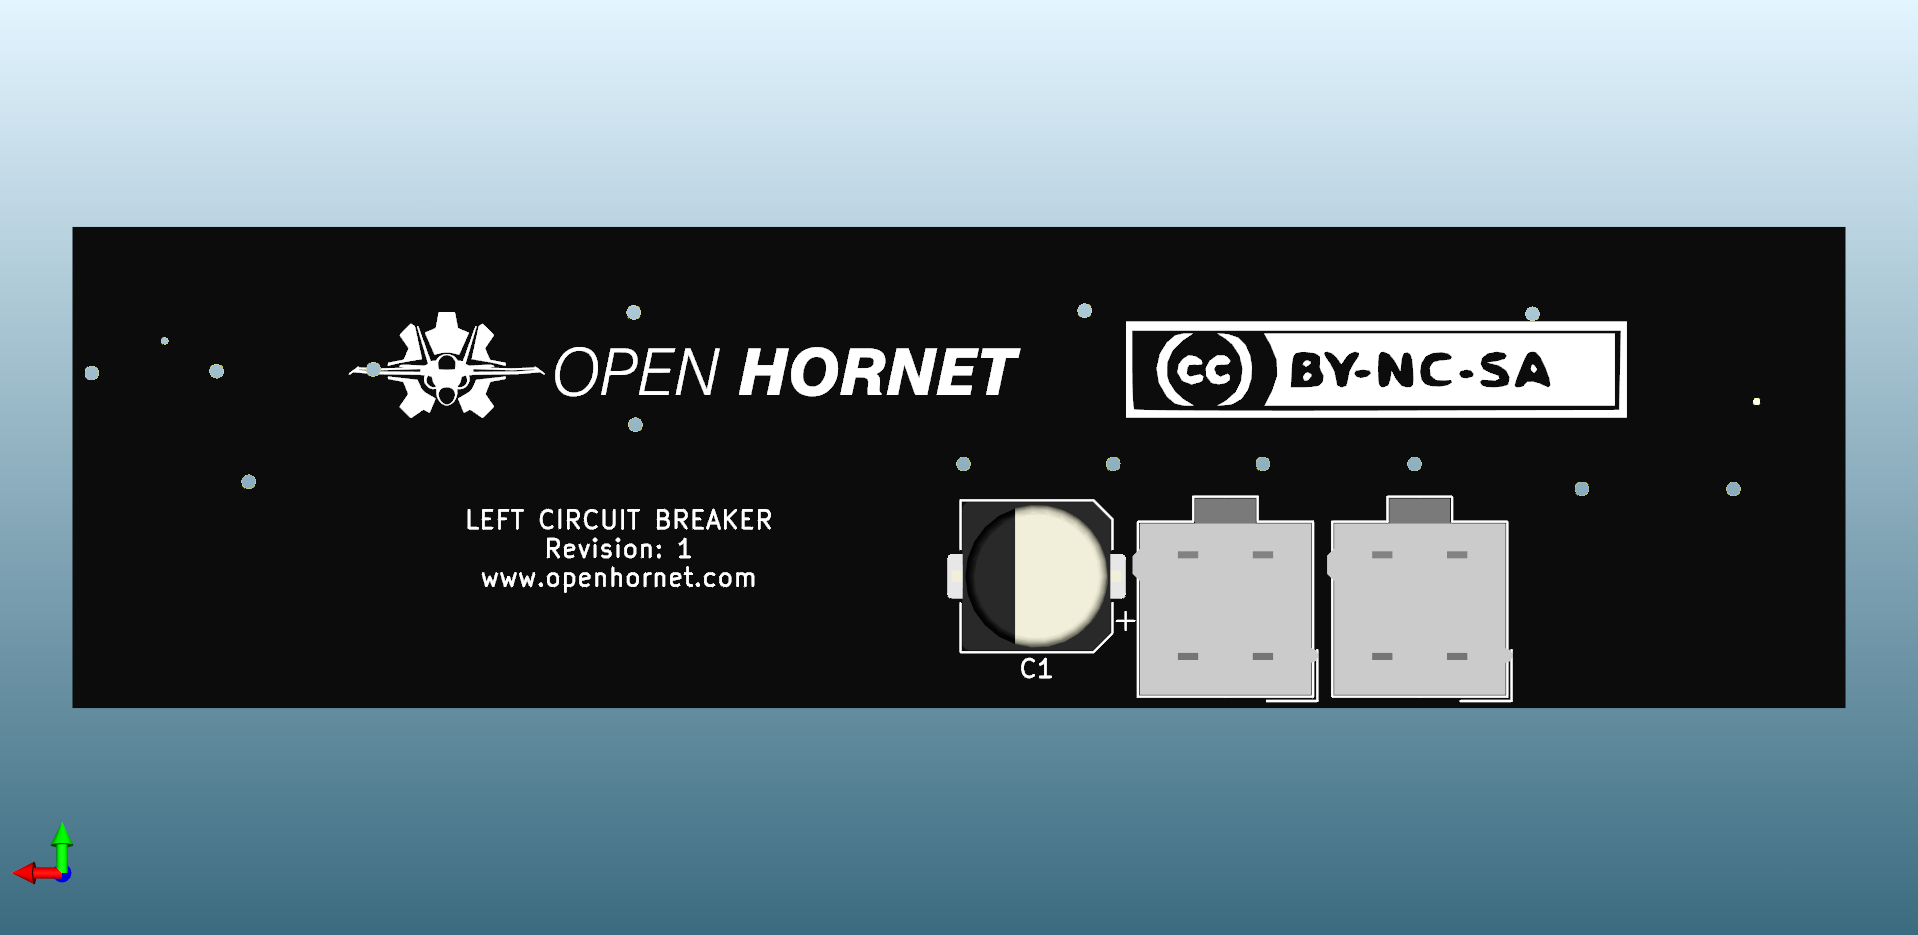 OPEN HORNET
cc BY-NC-SA
LEFT CIRCUIT BREAKER
Revision: 1
www.openhornet.com
+
C1